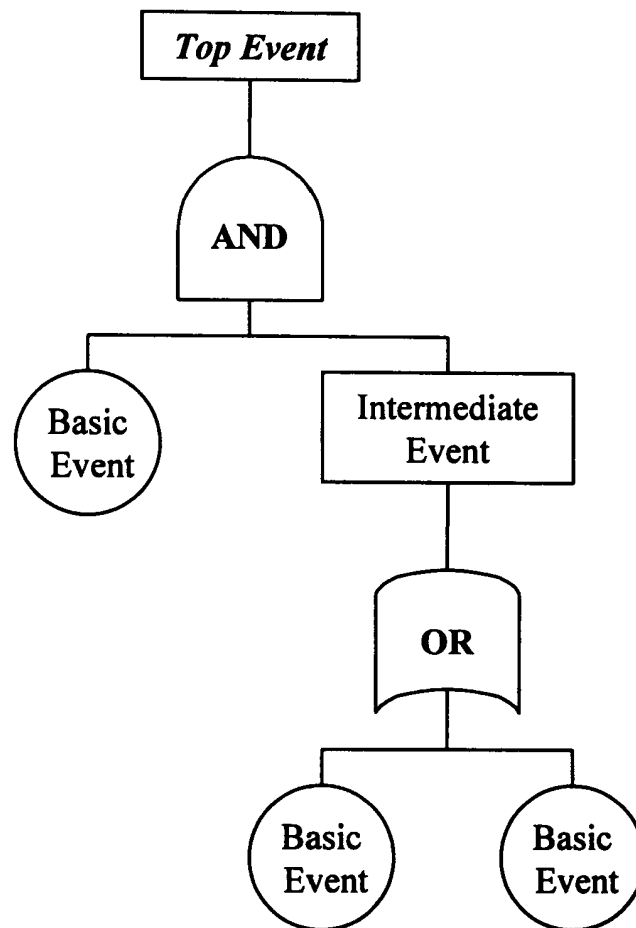 Top Event
AND
Basic
Event
Intermediate
Event
OR
Basic
Event
Basic
Event